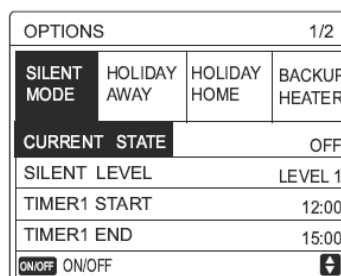 OPTIONS 1/2
SILENT MODE HOLIDAY AWAY HOLIDAY HOME BACKUP HEATER
CURRENT STATE OFF
SILENT LEVEL LEVEL 1
TIMER1 START 12:00
TIMER1 END 15:00
ON/OFF ON/OFF